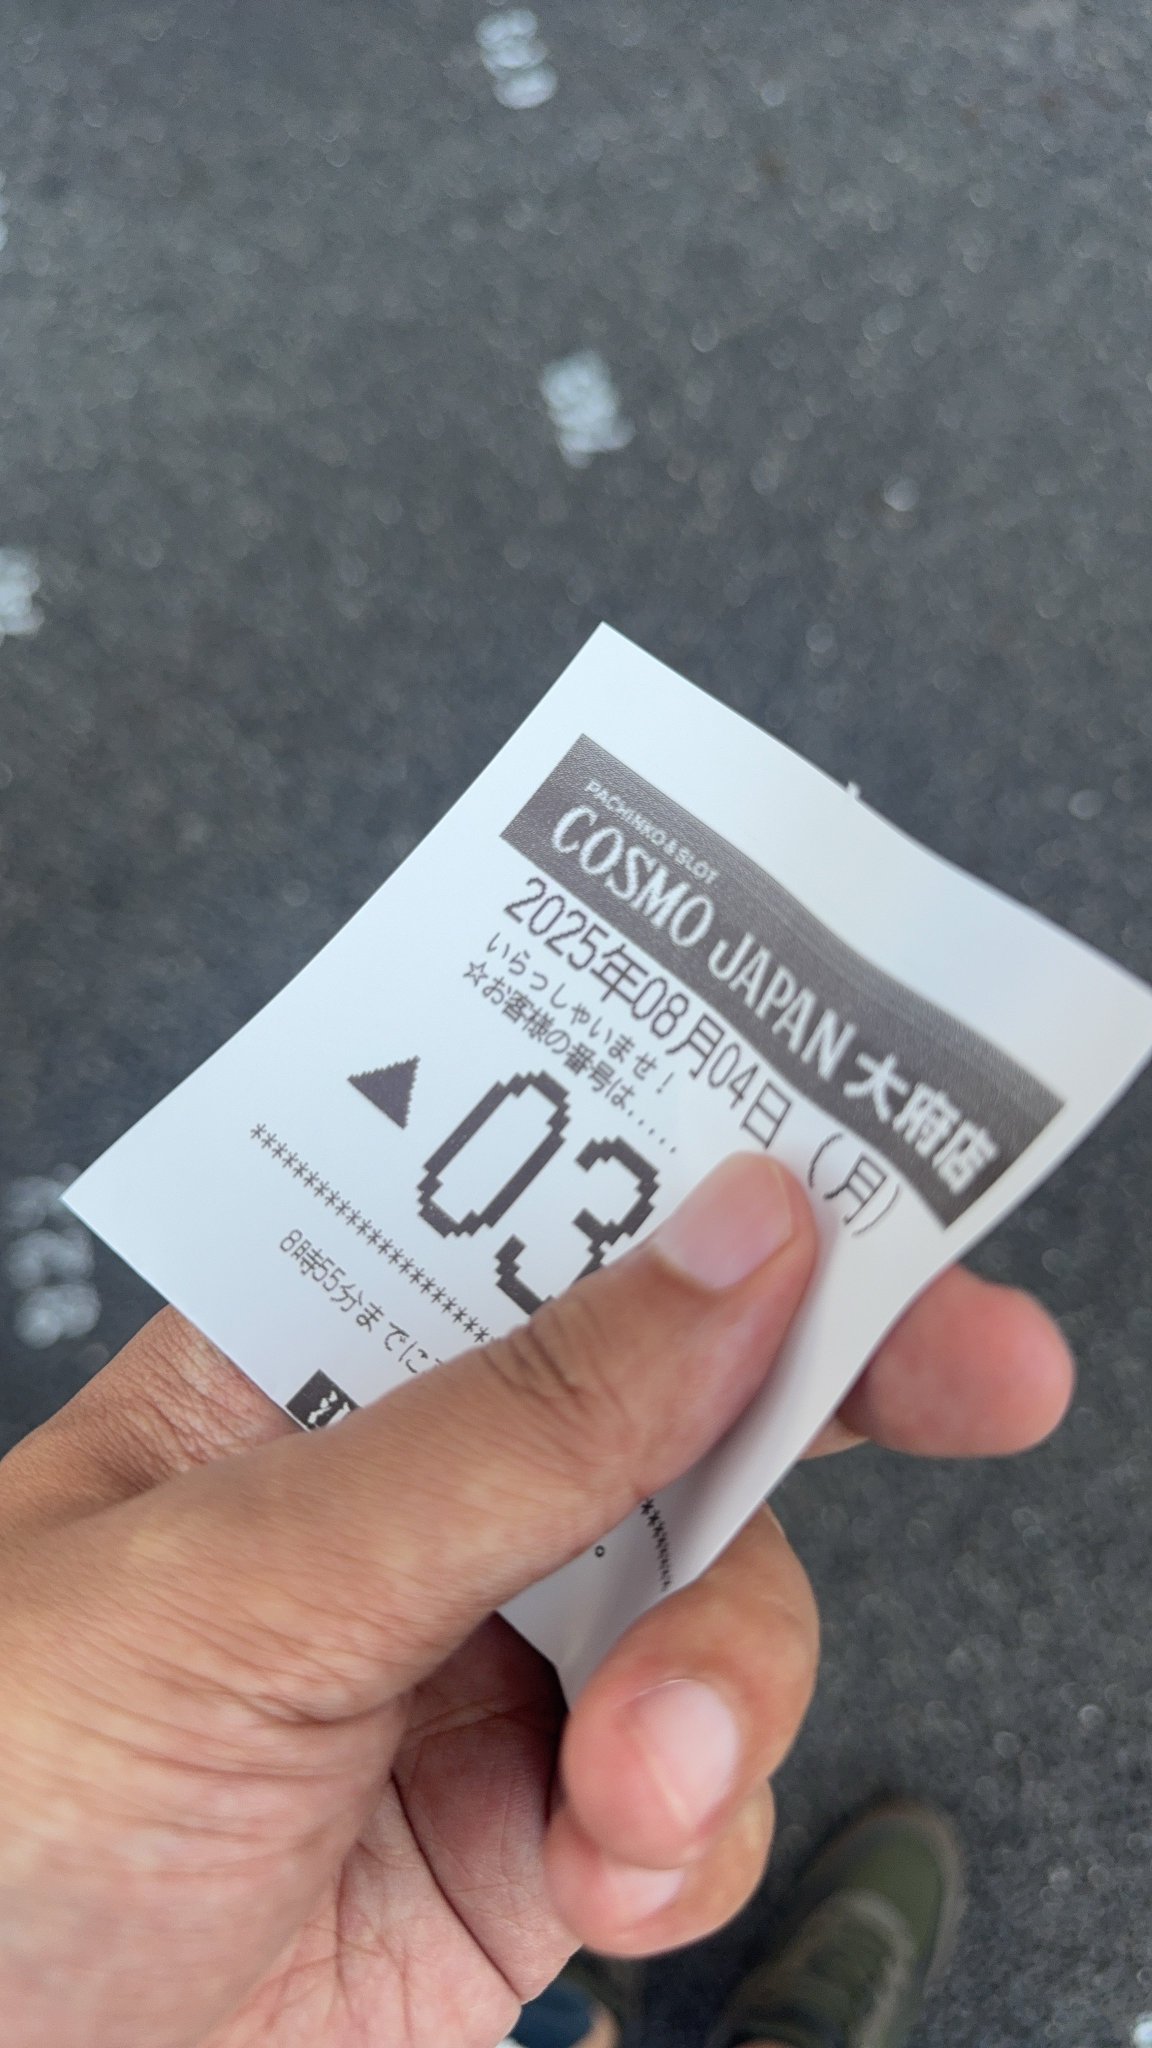 PACHINKO & SLOT
COSMO JAPAN 大府店
2025年08月04日 (月)
いらっしゃいませ!
☆お客様の番号は.....
▲03
*********************
8時55分までに
*******
。